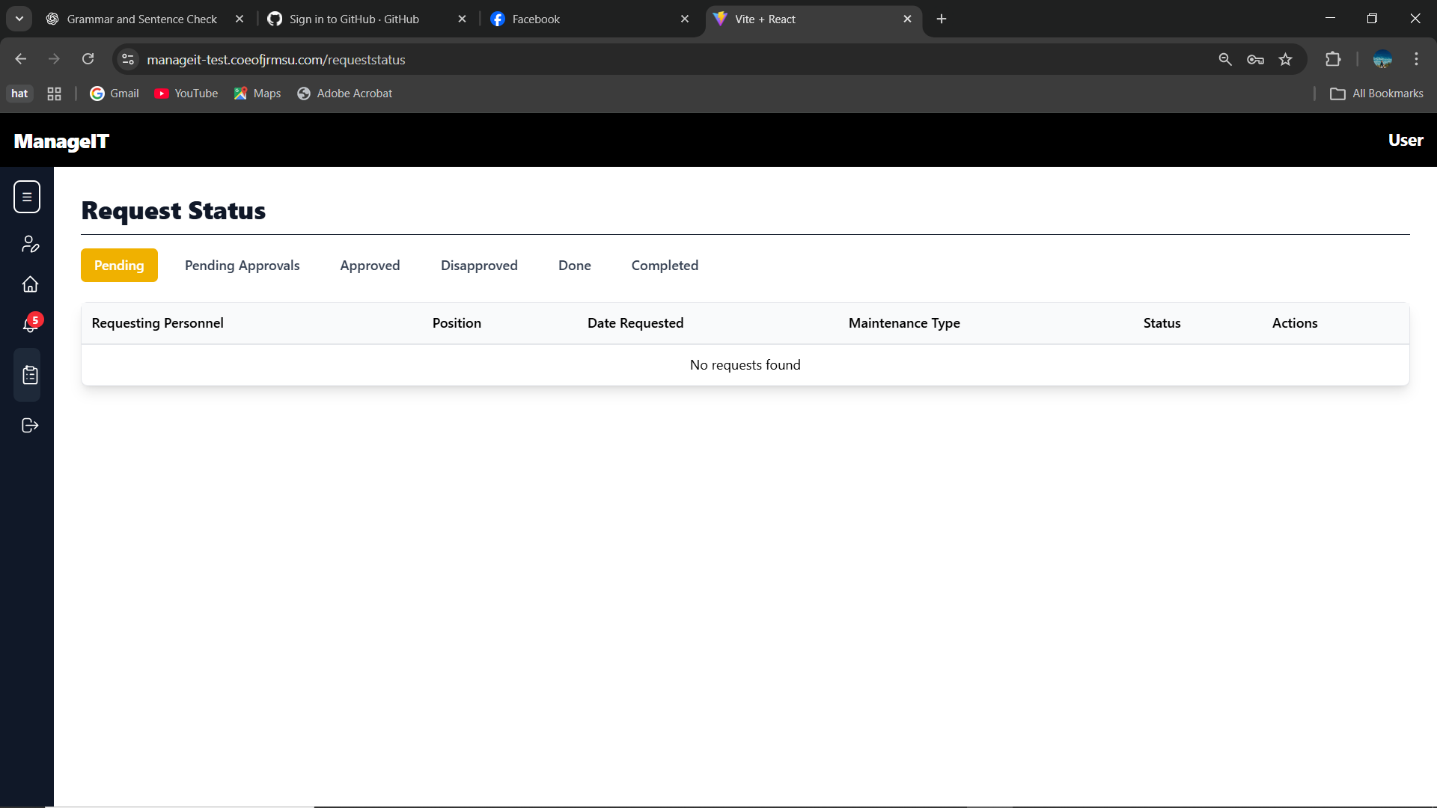 Grammar and Sentence Check
Sign in to GitHub · GitHub
Facebook
Vite + React
manageit-test.coeofjrmsu.com/requeststatus
hat
Gmail
YouTube
Maps
Adobe Acrobat
All Bookmarks
ManageIT
User
Request Status
Pending
Pending Approvals
Approved
Disapproved
Done
Completed
Requesting Personnel
Position
Date Requested
Maintenance Type
Status
Actions
No requests found
5